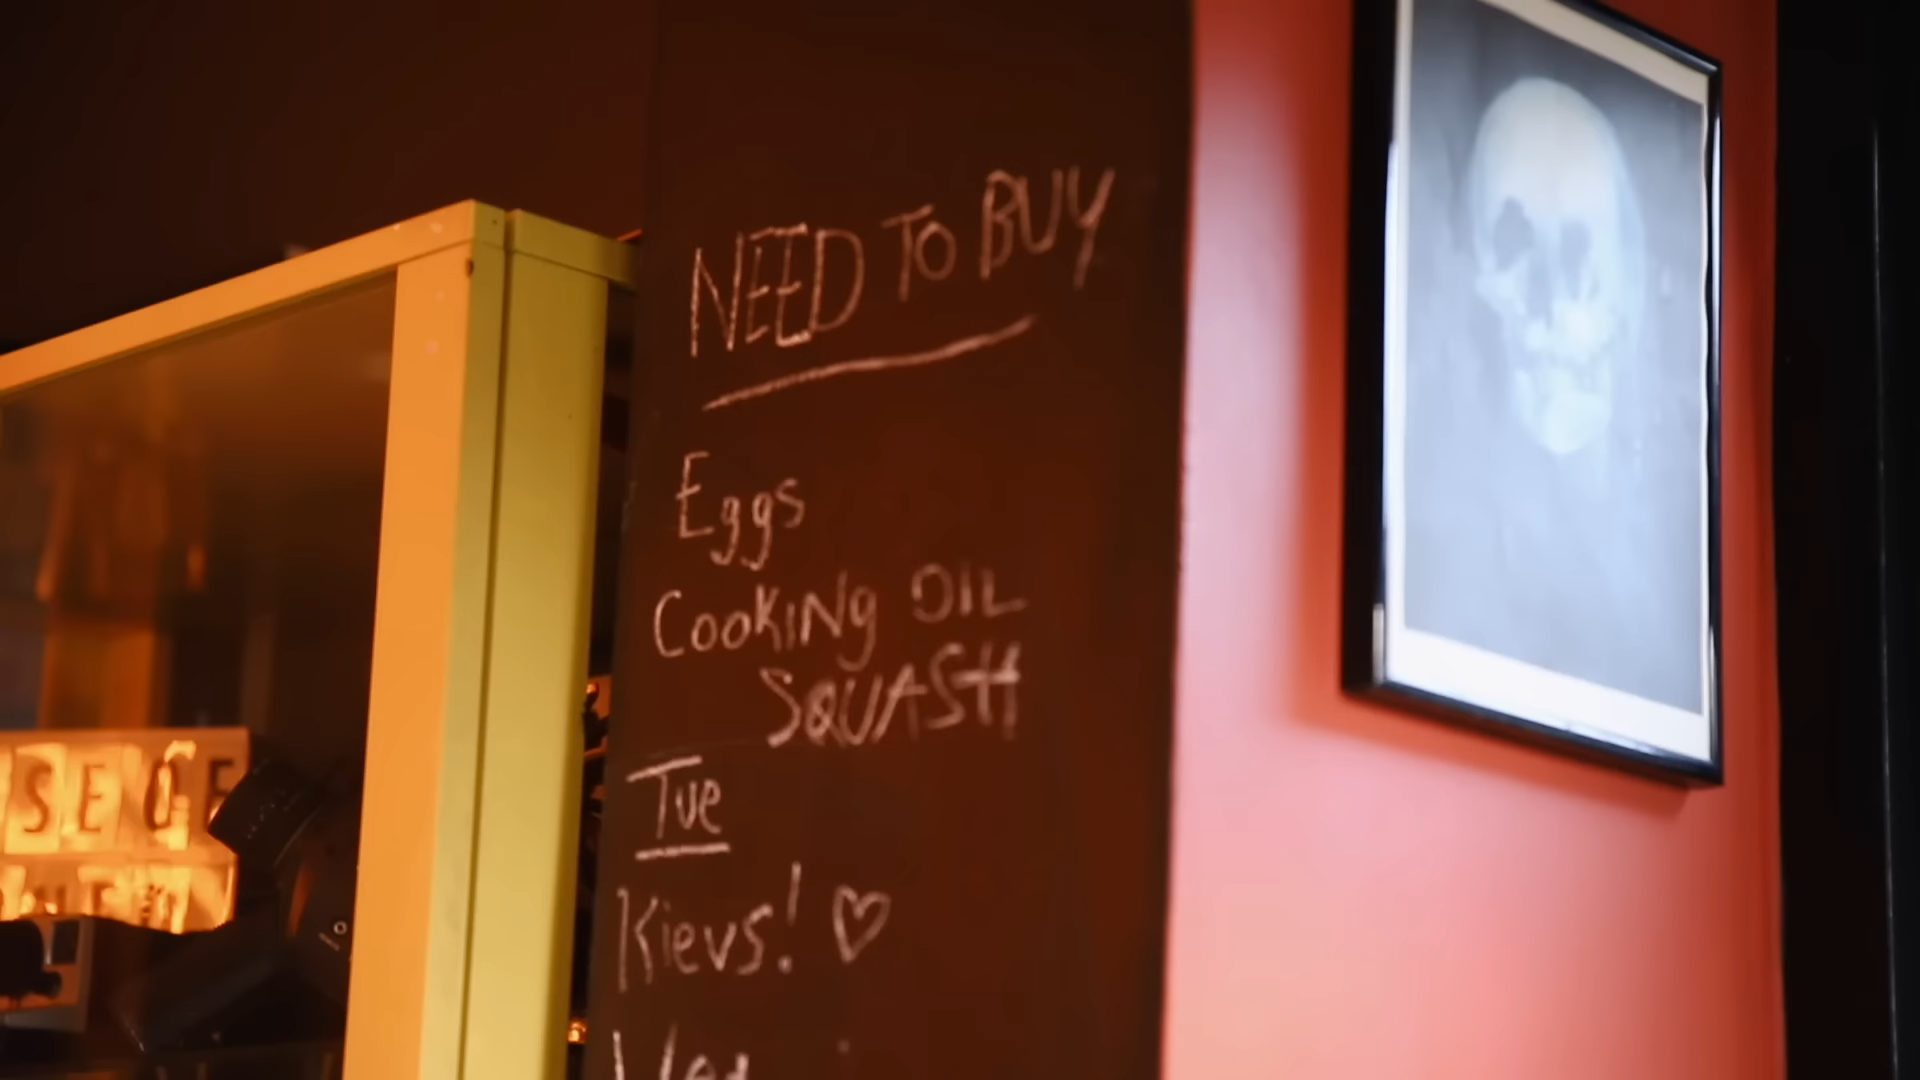 NEED TO BUY
Eggs
CooKINg OIL
SQUASH
Tue
Kievs! ♡